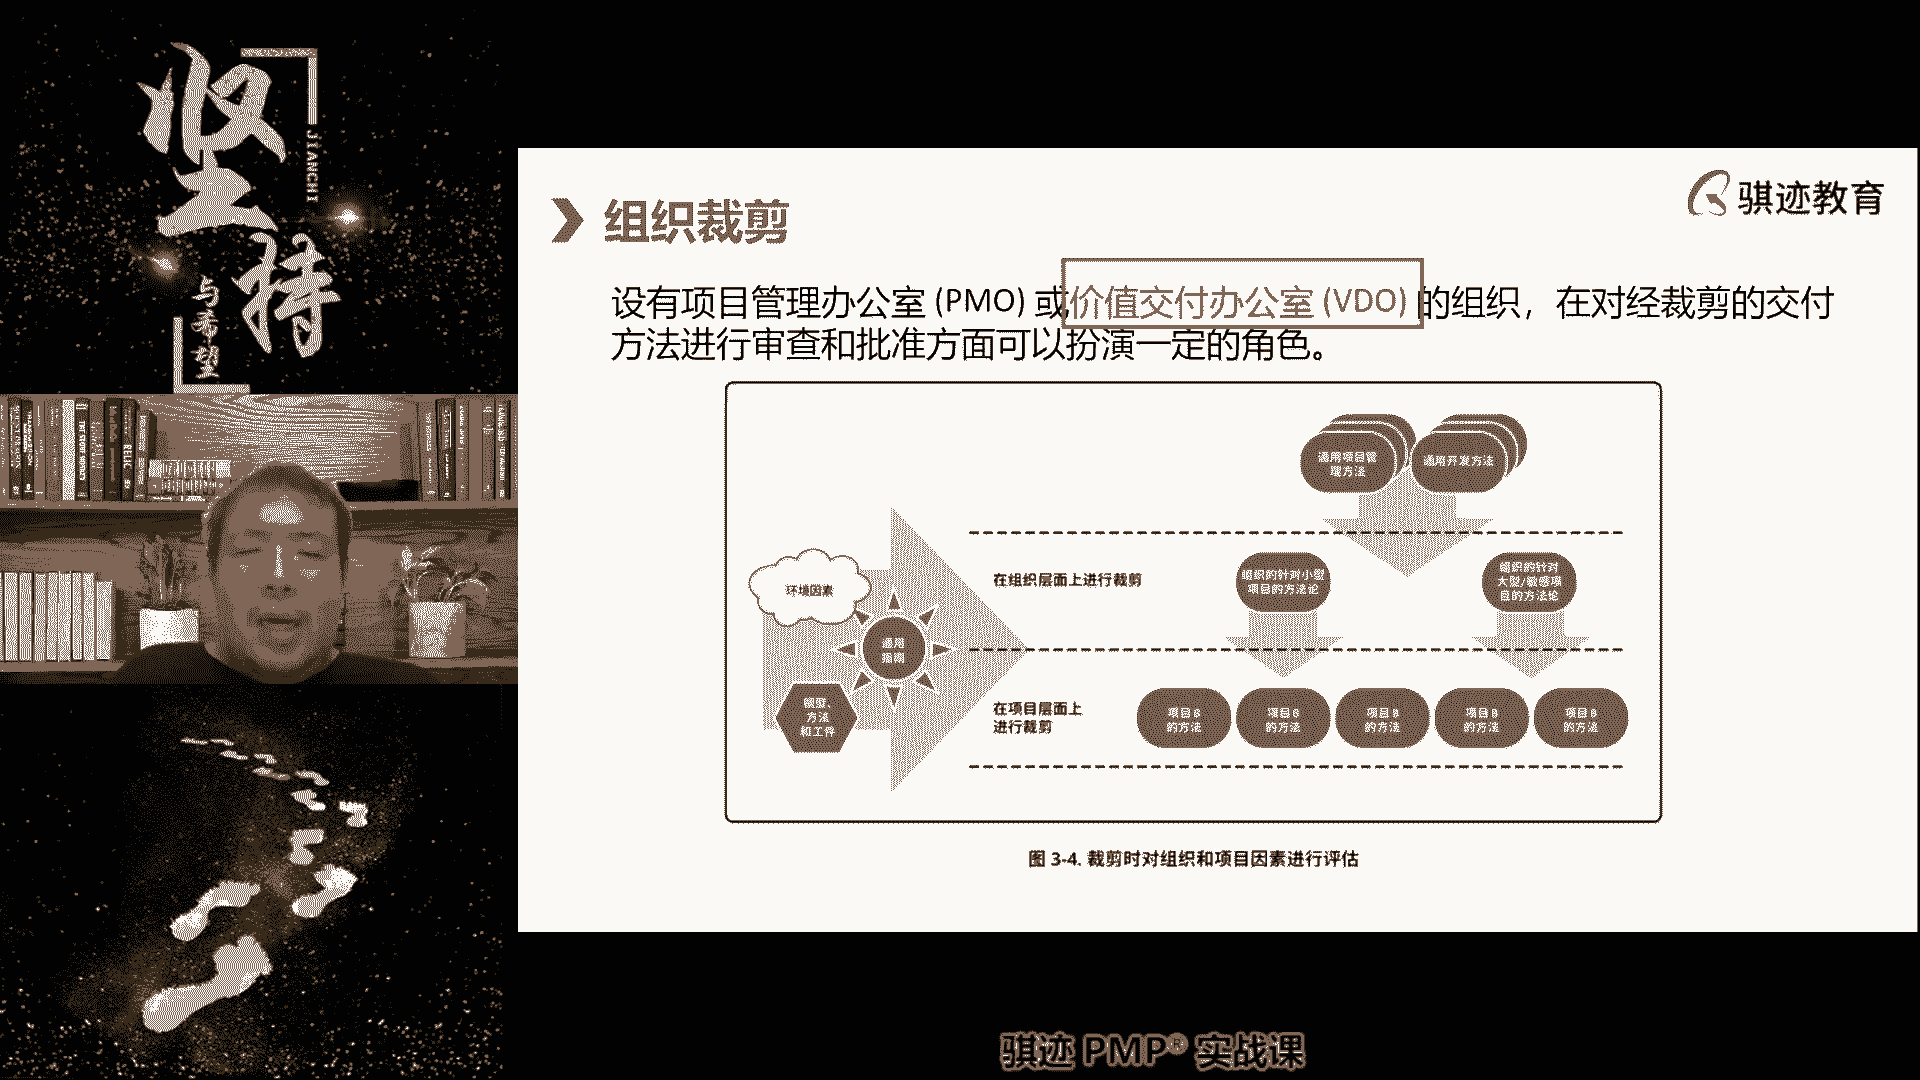 坚
持
JIANCHI
与
希
望
骐迹教育
组织裁剪
设有项目管理办公室 (PMO) 或价值交付办公室 (VDO) 的组织，在对经裁剪的交付
方法进行审查和批准方面可以扮演一定的角色。
通用项目管
理方法
通用开发方法
环境因素
在组织层面上进行裁剪
组织的针对小型
项目的方法论
组织的针对
大型/敏感项
目的方法论
通用
指南
模型、
方法
和工件
在项目层面上
进行裁剪
项目
的方法
项目
的方法
项目
的方法
项目
的方法
项目
的方法
图 3-4. 裁剪时对组织和项目因素进行评估
骐迹 PMP® 实战课